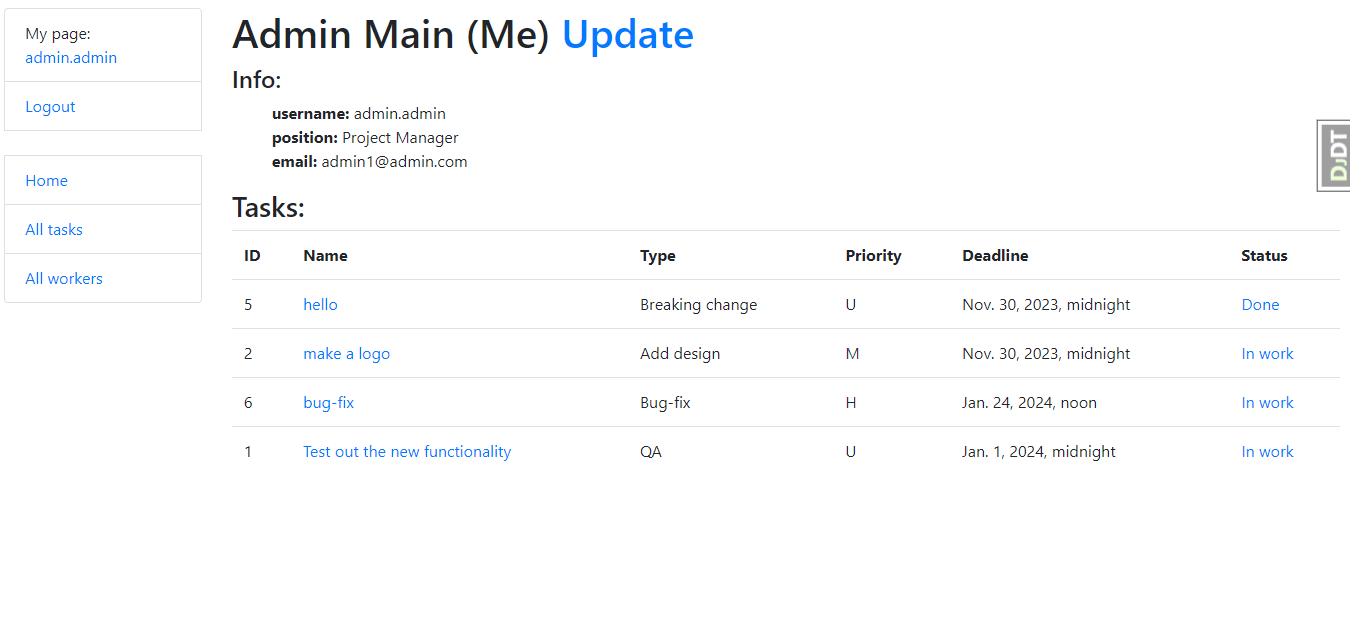 My page:
admin.admin
Logout
Home
All tasks
All workers
Admin Main (Me) Update
Info:
username: admin.admin
position: Project Manager
email: admin1@admin.com
Tasks:
ID Name Type Priority Deadline Status
5 hello Breaking change U Nov. 30, 2023, midnight Done
2 make a logo Add design M Nov. 30, 2023, midnight In work
6 bug-fix Bug-fix H Jan. 24, 2024, noon In work
1 Test out the new functionality QA U Jan. 1, 2024, midnight In work
DJDT